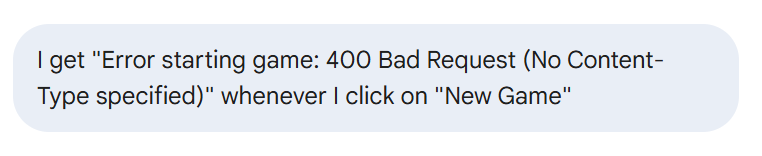 I get "Error starting game: 400 Bad Request (No Content-
Type specified)" whenever I click on "New Game"